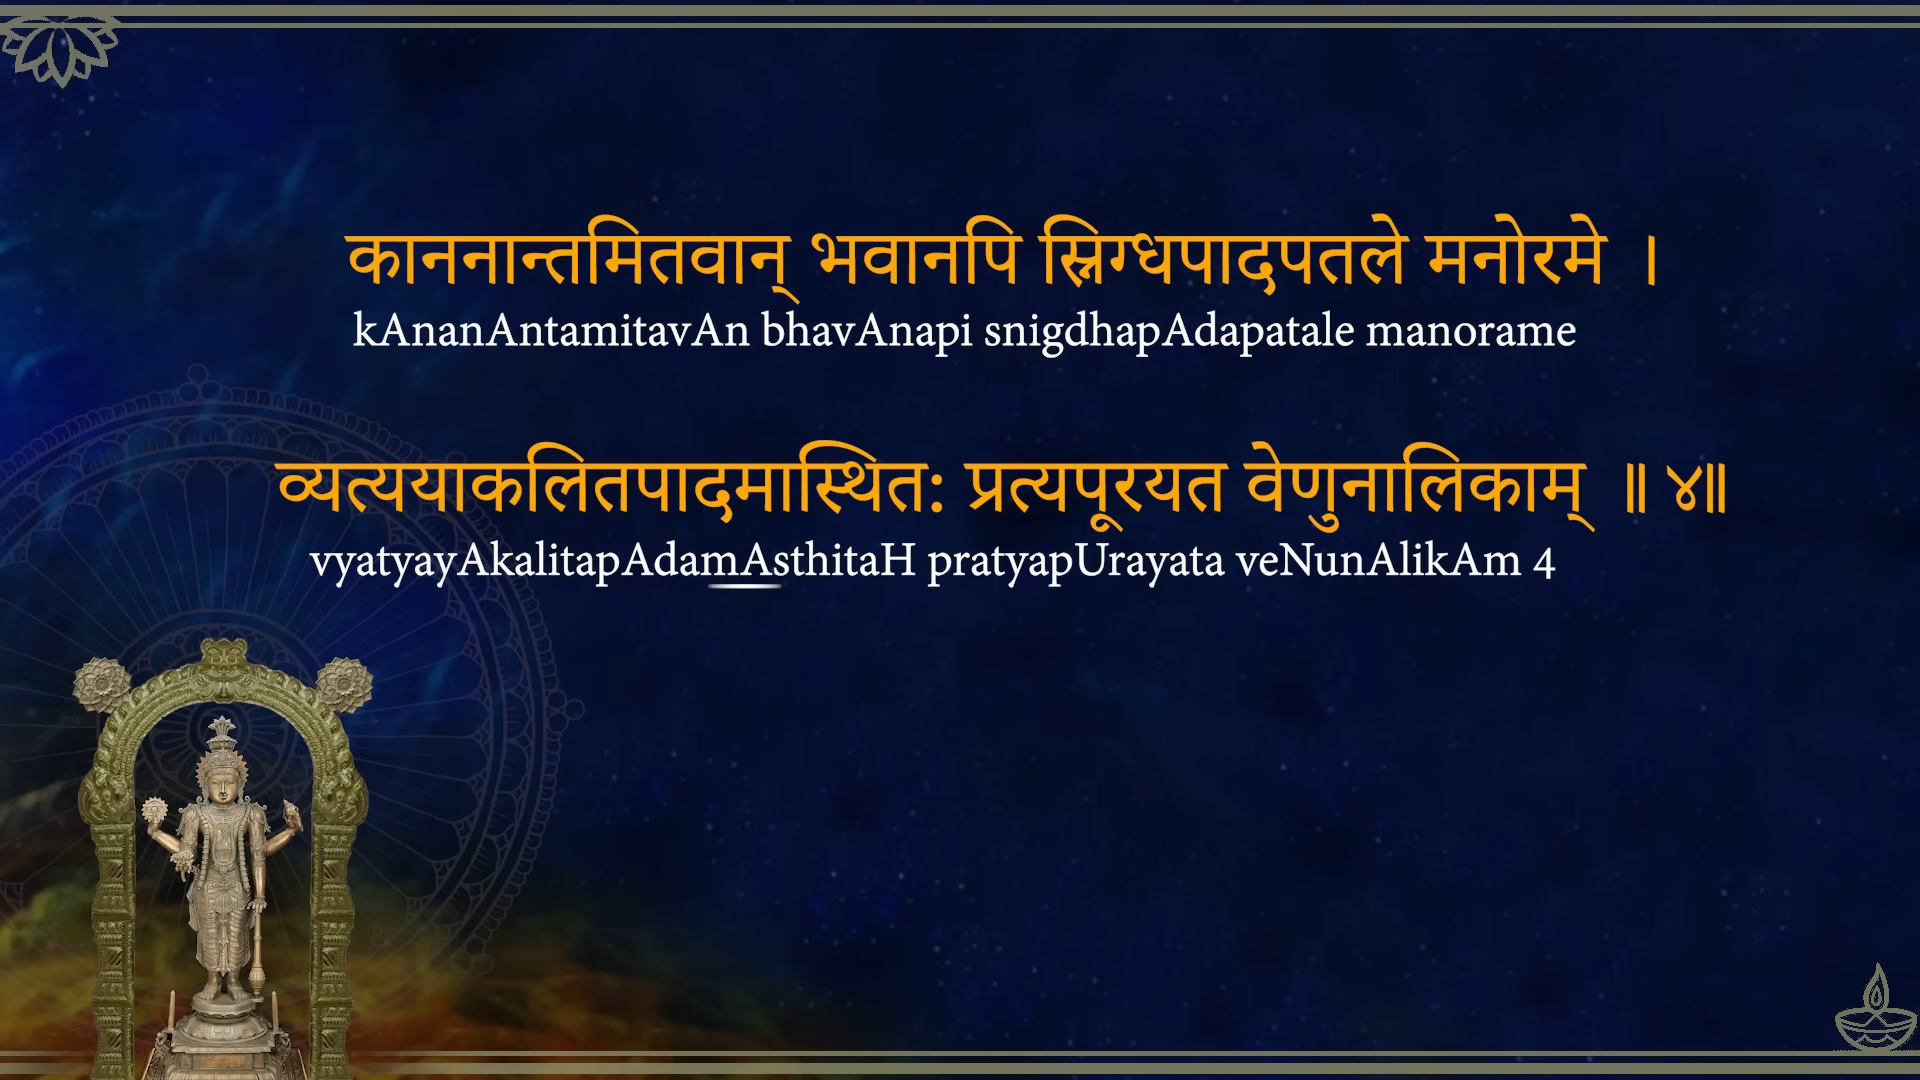 काननान्तमितवान् भवानपि स्निग्धपादपतले मनोरमे ।
kAnanAntamitavAn bhavAnapi snigdhapAdapatale manorame
व्यत्ययाकलितपादमास्थित: प्रत्यपूरयत वेणुनालिकाम् ॥ ४॥
vyatyayAkalitapAdamAsthitaH pratyapUrayata veNunAlikAm 4